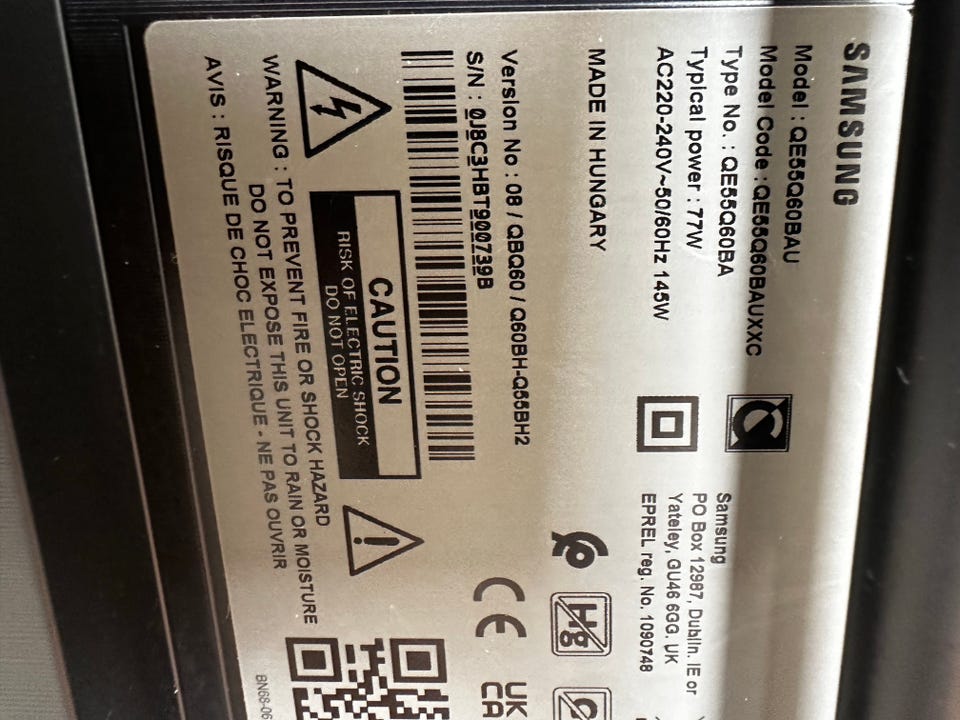 SAMSUNG
Model : QE55Q60BAU
Model Code : QE55Q60BAUXXC
Type No. : QE55Q60BA
Typical power : 77W
AC220-240V~50/60Hz 145W
MADE IN HUNGARY
Samsung
PO Box 12987, Dublin. IE or
Yateley, GU46 6GG. UK
EPREL reg. No. 1090748
Version No : 08 / QBQ60 / Q60BH-Q55BH2
S/N : 0J8C3HBT900739B
Hg
CE
UK
CA
CAUTION
RISK OF ELECTRIC SHOCK
DO NOT OPEN
WARNING : TO PREVENT FIRE OR SHOCK HAZARD
DO NOT EXPOSE THIS UNIT TO RAIN OR MOISTURE
AVIS : RISQUE DE CHOC ELECTRIQUE - NE PAS OUVRIR